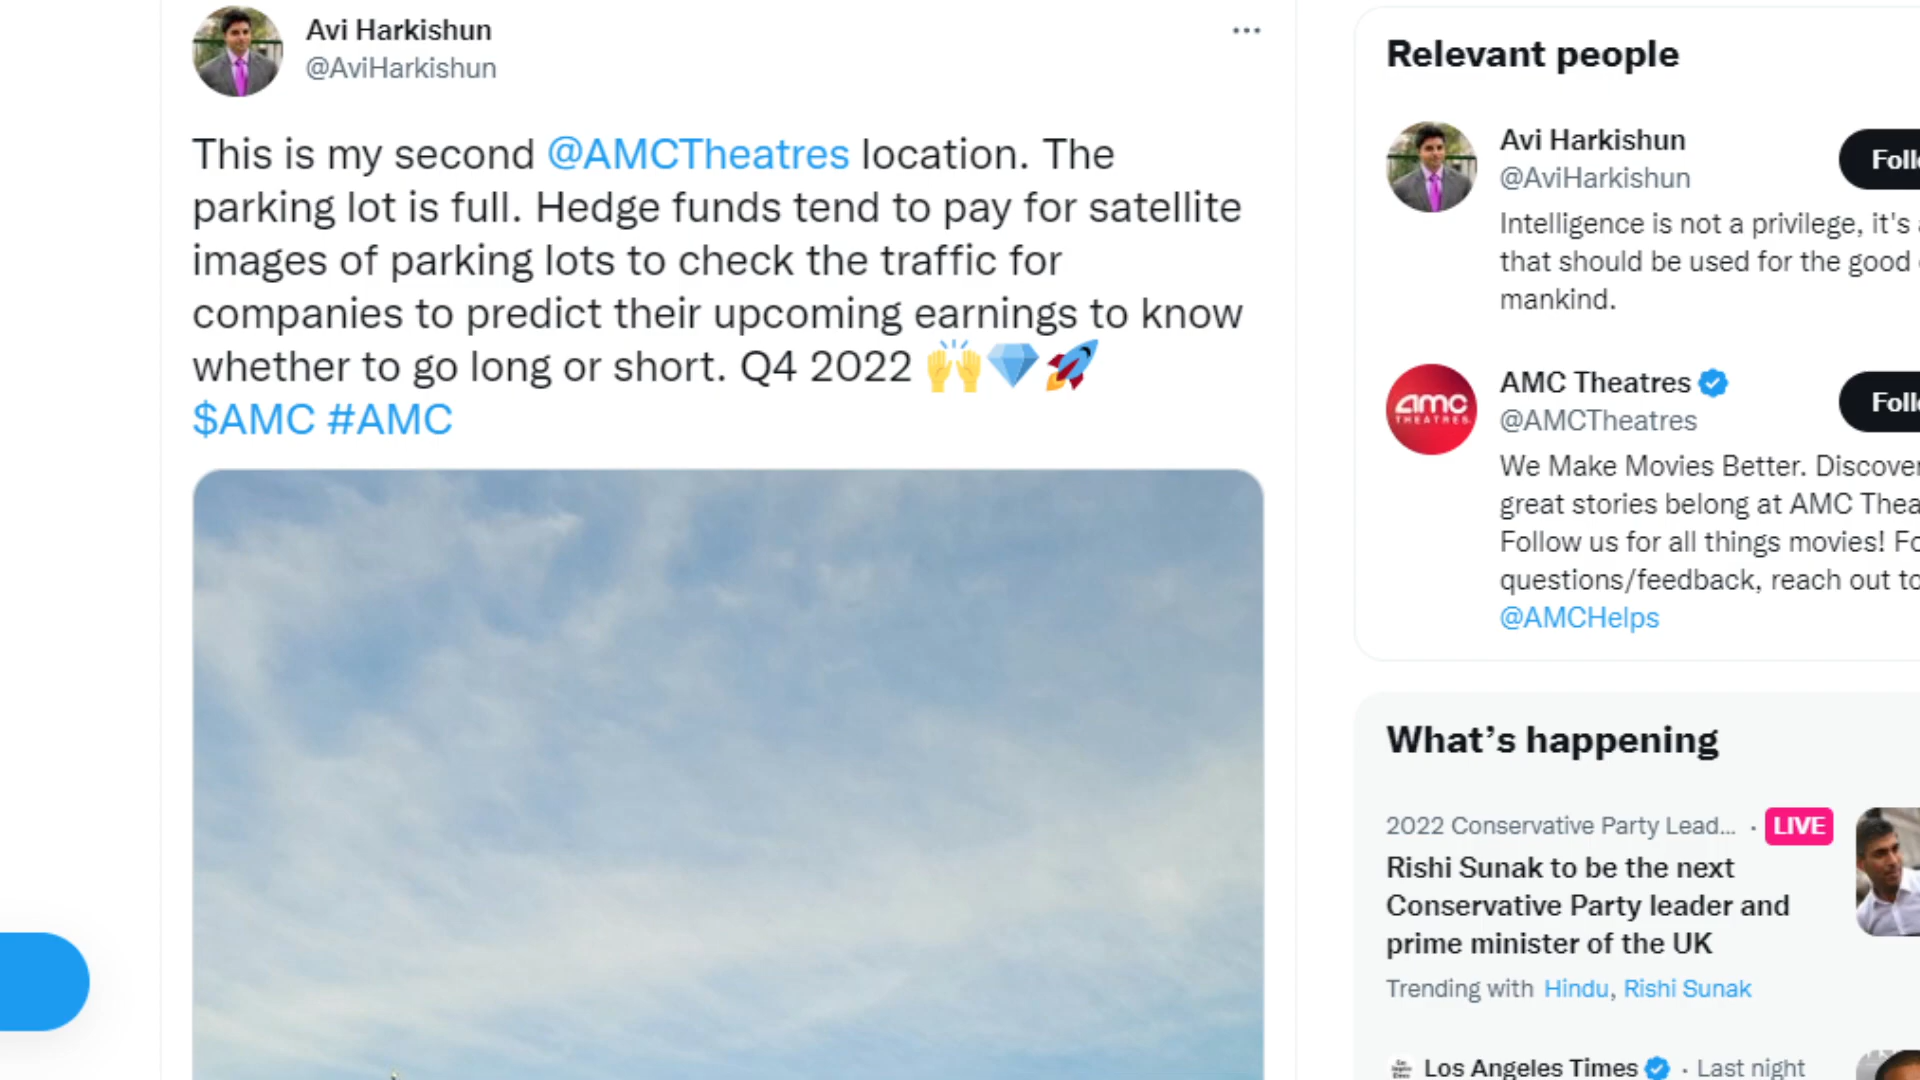 Avi Harkishun
@AviHarkishun
This is my second @AMCTheatres location. The
parking lot is full. Hedge funds tend to pay for satellite
images of parking lots to check the traffic for
companies to predict their upcoming earnings to know
whether to go long or short. Q4 2022 🙌💎🚀
$AMC #AMC
Relevant people
Avi Harkishun
@AviHarkishun
Foll
Intelligence is not a privilege, it's
that should be used for the good
mankind.
amc
THEATRES
AMC Theatres
@AMCTheatres
Foll
We Make Movies Better. Discover
great stories belong at AMC Thea
Follow us for all things movies! Fo
questions/feedback, reach out to
@AMCHelps
What’s happening
2022 Conservative Party Lead... · LIVE
Rishi Sunak to be the next
Conservative Party leader and
prime minister of the UK
Trending with Hindu, Rishi Sunak
Los Angeles Times · Last night